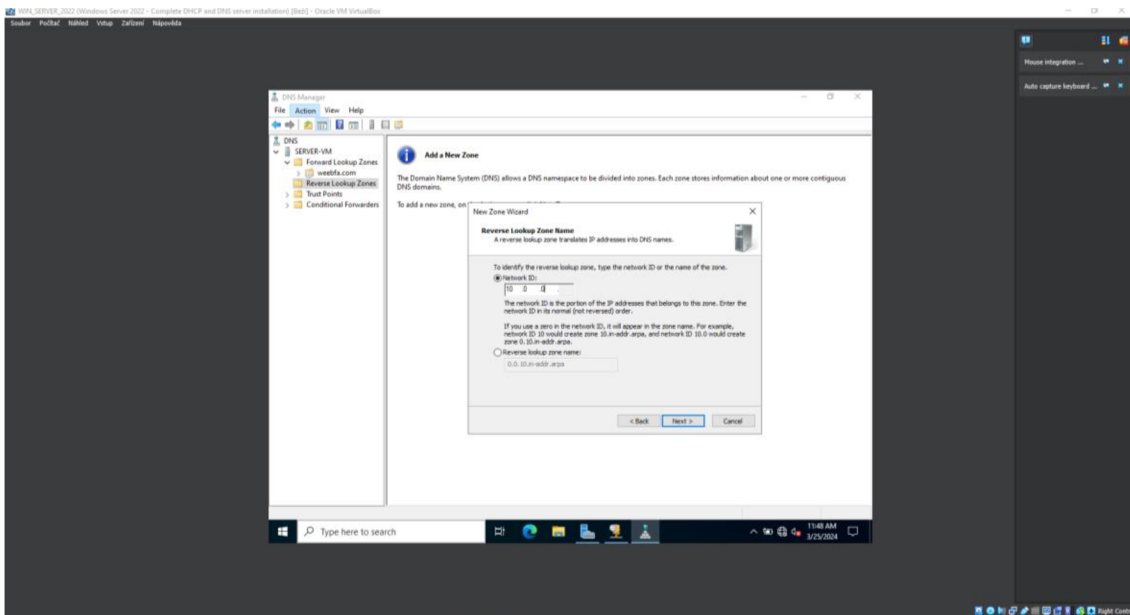 WIN_SERVER_2022 (Windows Server 2022 - Complete DHCP and DNS server installation) [Běží] - Oracle VM VirtualBox
Soubor Počítač Náhled Vstup Zařízení Nápověda
Mouse integration ...
Auto capture keyboard ...
DNS Manager
File Action View Help
DNS
SERVER-VM
Forward Lookup Zones
weebfa.com
Reverse Lookup Zones
Trust Points
Conditional Forwarders
Add a New Zone
The Domain Name System (DNS) allows a DNS namespace to be divided into zones. Each zone stores information about one or more contiguous
DNS domains.
To add a new zone, on
New Zone Wizard
Reverse Lookup Zone Name
A reverse lookup zone translates IP addresses into DNS names.
To identify the reverse lookup zone, type the network ID or the name of the zone.
Network ID:
10 .0 .0 .
The network ID is the portion of the IP addresses that belongs to this zone. Enter the
network ID in its normal (not reversed) order.
If you use a zero in the network ID, it will appear in the zone name. For example,
network ID 10 would create zone 10.in-addr.arpa, and network ID 10.0 would create
zone 0.10.in-addr.arpa.
Reverse lookup zone name:
0.0.10.in-addr.arpa
< Back Next > Cancel
Type here to search
11:48 AM
3/25/2024
Right Cont